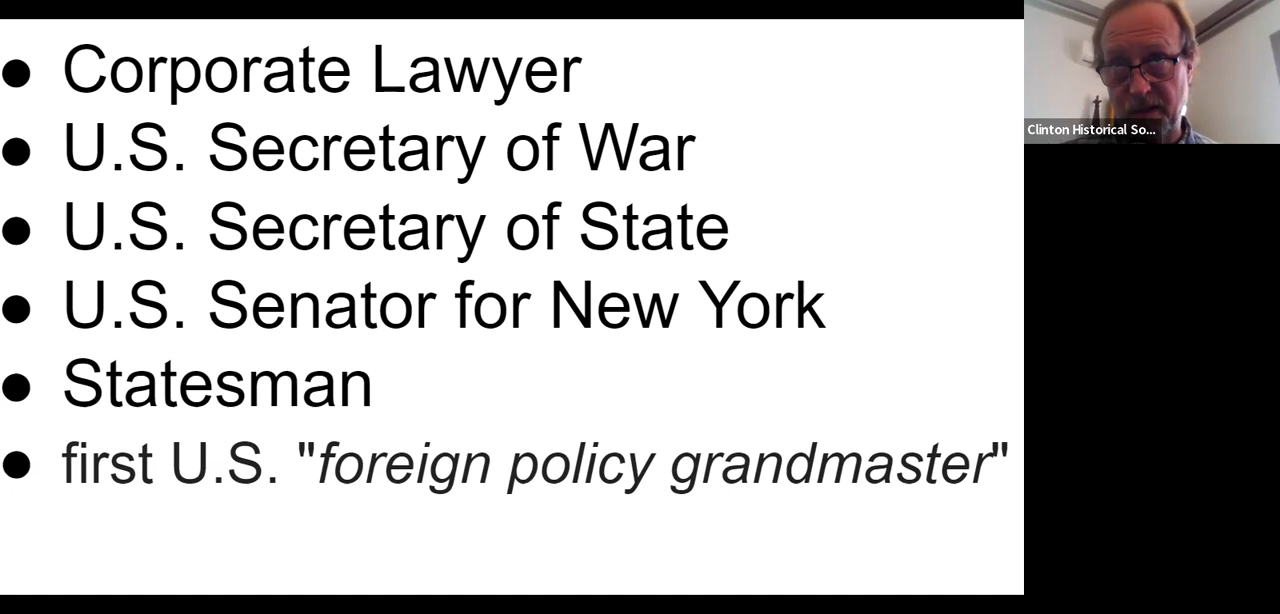 ● Corporate Lawyer
● U.S. Secretary of War
● U.S. Secretary of State
● U.S. Senator for New York
● Statesman
● first U.S. "foreign policy grandmaster"
Clinton Historical So...